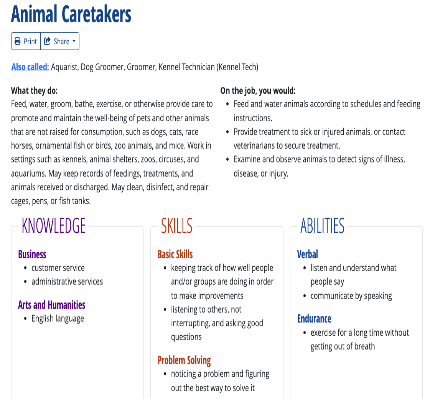 Animal Caretakers
Print Share
Also called: Aquarist, Dog Groomer, Groomer, Kennel Technician (Kennel Tech)
What they do:
Feed, water, groom, bathe, exercise, or otherwise provide care to
promote and maintain the well-being of pets and other animals
that are not raised for consumption, such as dogs, cats, race
horses, ornamental fish or birds, zoo animals, and mice. Work in
settings such as kennels, animal shelters, zoos, circuses, and
aquariums. May keep records of feedings, treatments, and
animals received or discharged. May clean, disinfect, and repair
cages, pens, or fish tanks.
On the job, you would:
• Feed and water animals according to schedules and feeding
instructions.
• Provide treatment to sick or injured animals, or contact
veterinarians to secure treatment.
• Examine and observe animals to detect signs of illness,
disease, or injury.
KNOWLEDGE
Business
• customer service
• administrative services
Arts and Humanities
• English language
SKILLS
Basic Skills
• keeping track of how well people
and/or groups are doing in order
to make improvements
• listening to others, not
interrupting, and asking good
questions
Problem Solving
• noticing a problem and figuring
out the best way to solve it
ABILITIES
Verbal
• listen and understand what
people say
• communicate by speaking
Endurance
• exercise for a long time without
getting out of breath